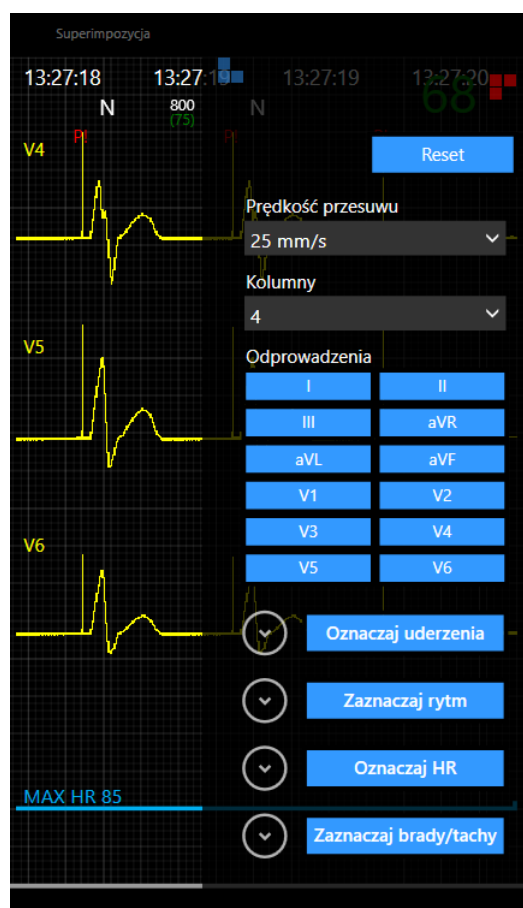 Superimpozycja
13:27:18 13:27:19 13:27:19 13:27:20
N 800 N 68
(75)
P! P!
V4
Reset
Prędkość przesuwu
25 mm/s
Kolumny
4
V5
Odprowadzenia
I II
III aVR
aVL aVF
V1 V2
V3 V4
V6
V5 V6
Oznaczaj uderzenia
Zaznaczaj rytm
Oznaczaj HR
MAX HR 85
Zaznaczaj brady/tachy